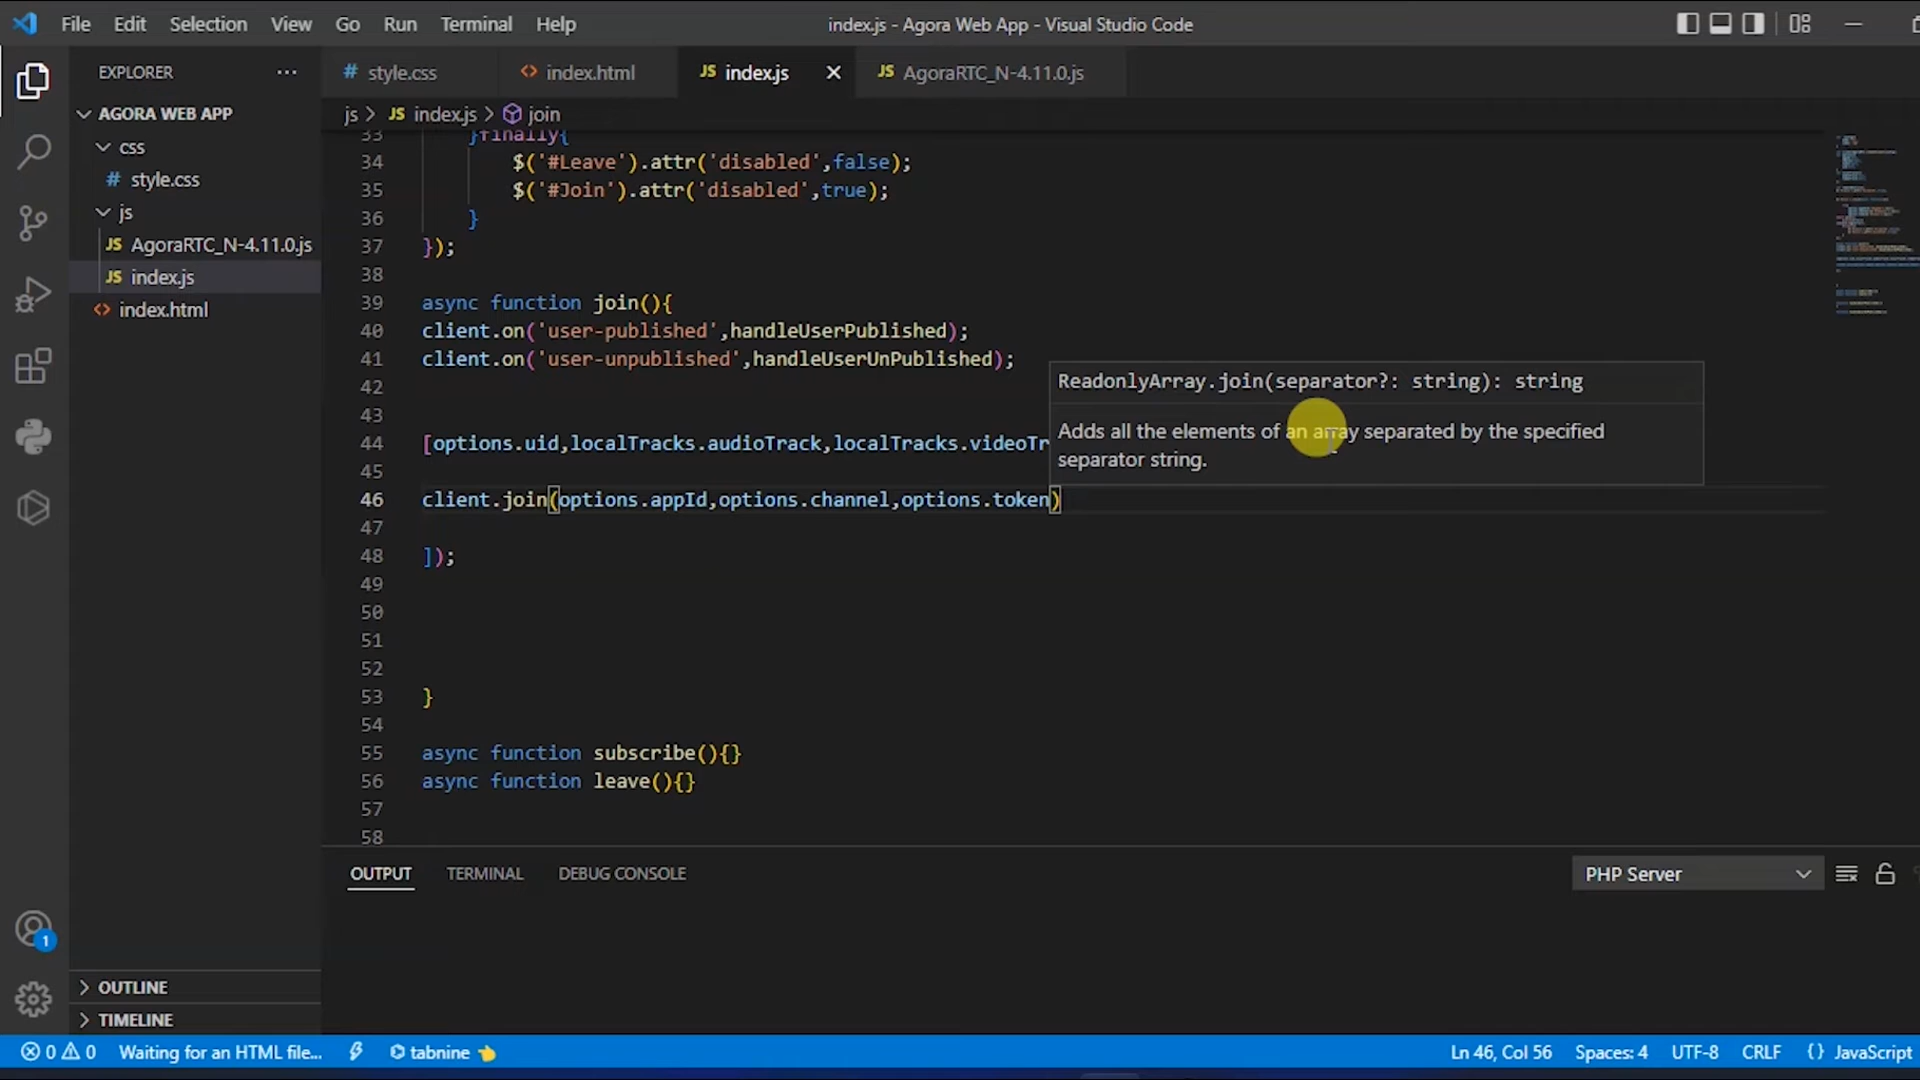 File Edit Selection View Go Run Terminal Help
index.js - Agora Web App - Visual Studio Code
EXPLORER ...
# style.css
<> index.html
JS index.js ×
JS AgoraRTC_N-4.11.0.js
AGORA WEB APP
css
# style.css
js
JS AgoraRTC_N-4.11.0.js
JS index.js
<> index.html
js > JS index.js > join
33 }finally{
34 $('#Leave').attr('disabled',false);
35 $('#Join').attr('disabled',true);
36 }
37 });
38
39 async function join(){
40 client.on('user-published',handleUserPublished);
41 client.on('user-unpublished',handleUserUnPublished);
42
43
44 [options.uid,localTracks.audioTrack,localTracks.videoTr
45
46 client.join(options.appId,options.channel,options.token)
47
48 ]);
49
50
51
52
53 }
54
55 async function subscribe(){}
56 async function leave(){}
57
58
ReadonlyArray.join(separator?: string): string
Adds all the elements of an array separated by the specified
separator string.
OUTPUT TERMINAL DEBUG CONSOLE
PHP Server
1
OUTLINE
TIMELINE
0 0 Waiting for an HTML file... tabnine 👈
Ln 46, Col 56 Spaces: 4 UTF-8 CRLF {} JavaScript